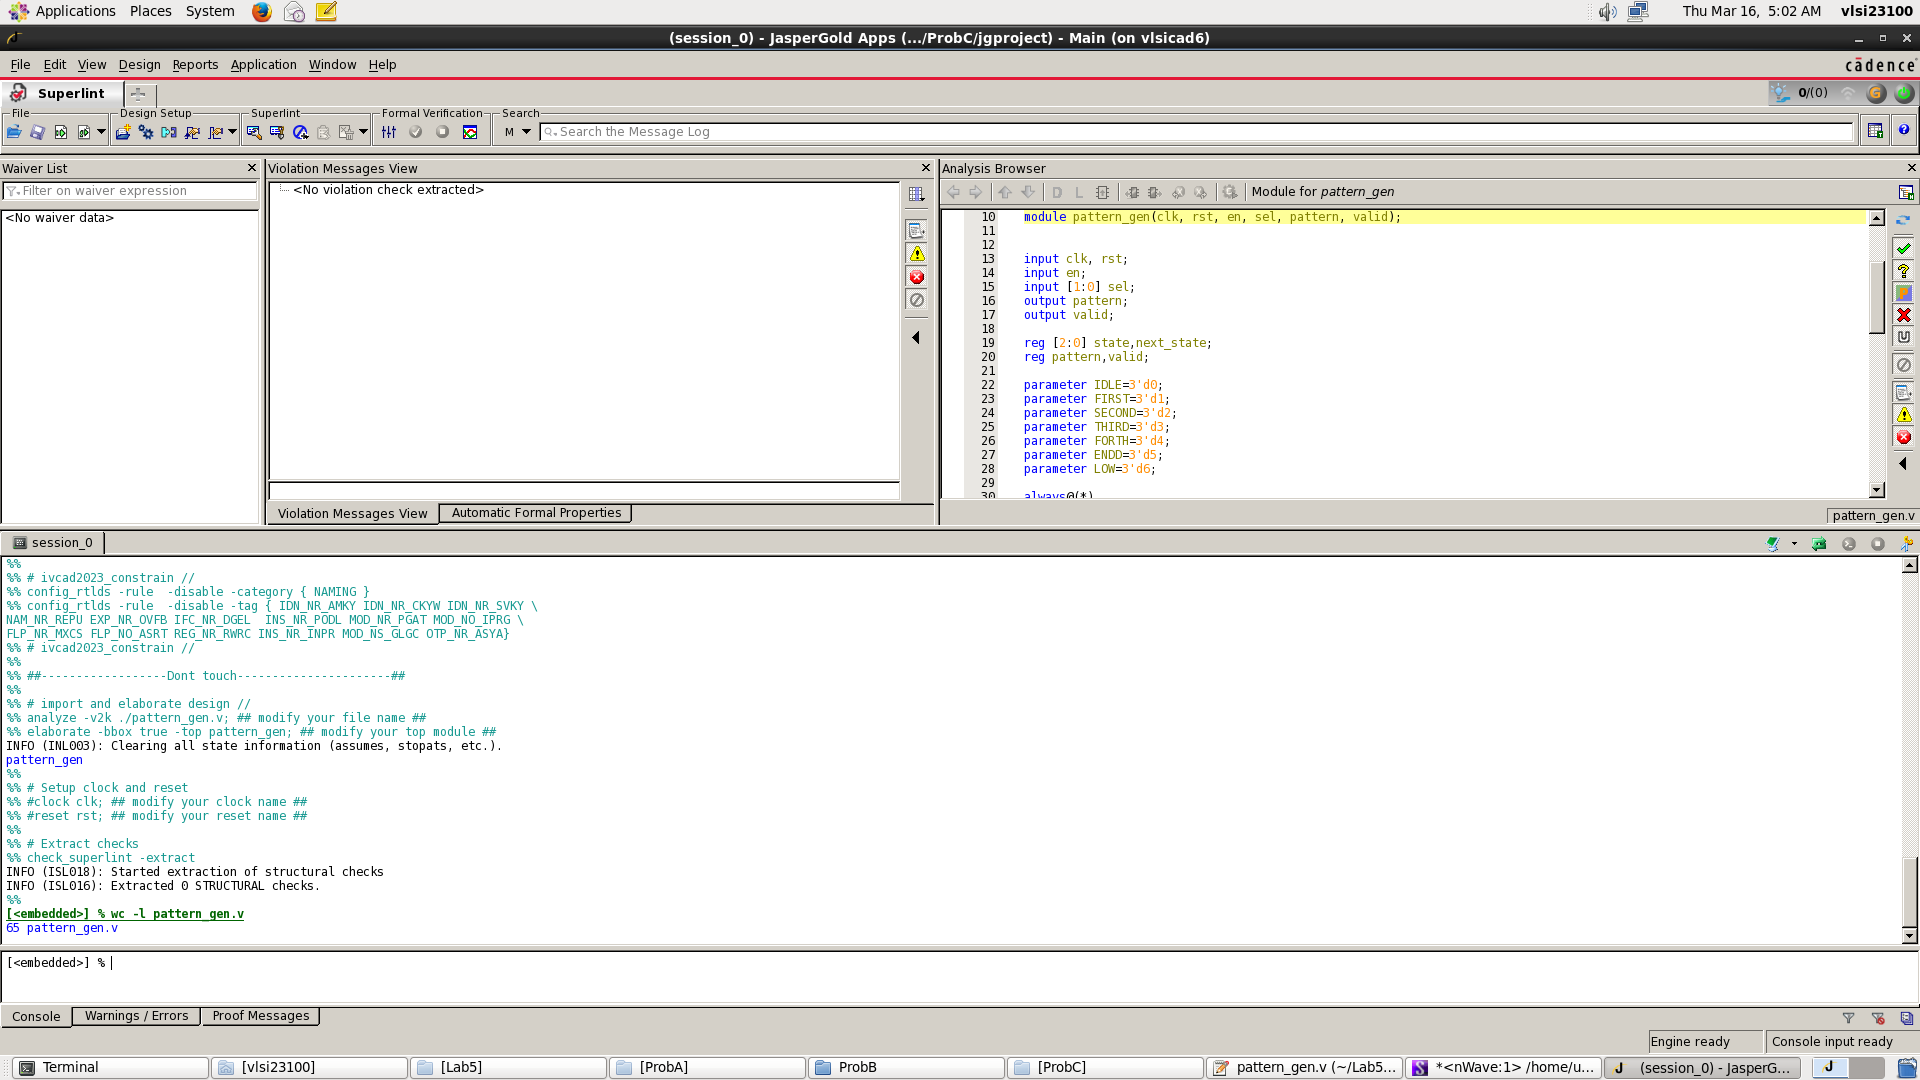 Applications Places System Thu Mar 16, 5:02 AM vlsi23100
(session_0) - JasperGold Apps (.../ProbC/jgproject) - Main (on vlsicad6)
File Edit View Design Reports Application Window Help cādence
Superlint 0/(0)
File Design Setup Superlint Formal Verification Search
M Search the Message Log
Waiver List
Filter on waiver expression
<No waiver data>
Violation Messages View
<No violation check extracted>
Violation Messages View Automatic Formal Properties
Analysis Browser
Module for pattern_gen
10 module pattern_gen(clk, rst, en, sel, pattern, valid);
11
12
13 input clk, rst;
14 input en;
15 input [1:0] sel;
16 output pattern;
17 output valid;
18
19 reg [2:0] state,next_state;
20 reg pattern,valid;
21
22 parameter IDLE=3'd0;
23 parameter FIRST=3'd1;
24 parameter SECOND=3'd2;
25 parameter THIRD=3'd3;
26 parameter FORTH=3'd4;
27 parameter ENDD=3'd5;
28 parameter LOW=3'd6;
29
30 always@(*)
pattern_gen.v
session_0
%%
%% # ivcad2023_constrain //
%% config_rtlds -rule  -disable -category { NAMING }
%% config_rtlds -rule  -disable -tag { IDN_NR_AMKY IDN_NR_CKYW IDN_NR_SVKY \
NAM_NR_REPU EXP_NR_OVFB IFC_NR_DGEL  INS_NR_PODL MOD_NR_PGAT MOD_NO_IPRG \
FLP_NR_MXCS FLP_NO_ASRT REG_NR_RWRC INS_NR_INPR MOD_NS_GLGC OTP_NR_ASYA}
%% # ivcad2023_constrain //
%%
%% ##------------------Dont touch----------------------##
%%
%% # import and elaborate design //
%% analyze -v2k ./pattern_gen.v; ## modify your file name ##
%% elaborate -bbox true -top pattern_gen; ## modify your top module ##
INFO (INL003): Clearing all state information (assumes, stopats, etc.).
pattern_gen
%%
%% # Setup clock and reset
%% #clock clk; ## modify your clock name ##
%% #reset rst; ## modify your reset name ##
%%
%% # Extract checks
%% check_superlint -extract
INFO (ISL018): Started extraction of structural checks
INFO (ISL016): Extracted 0 STRUCTURAL checks.
%%
[<embedded>] % wc -l pattern_gen.v
65 pattern_gen.v
[<embedded>] %
Console Warnings / Errors Proof Messages
Engine ready Console input ready
Terminal [vlsi23100] [Lab5] [ProbA] ProbB [ProbC] pattern_gen.v (~/Lab5... *<nWave:1> /home/u... (session_0) - JasperG...